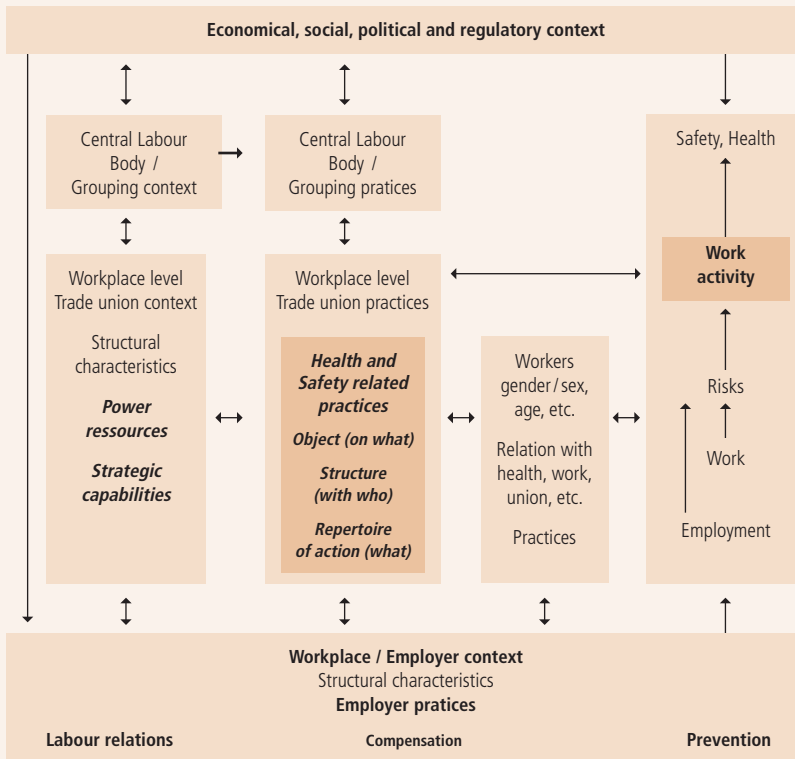 Economical, social, political and regulatory context
Central Labour
Body /
Grouping context
Central Labour
Body /
Grouping pratices
Safety, Health
Work
activity
Risks
Work
Employment
Workplace level
Trade union context
Structural
characteristics
Power
ressources
Strategic
capabilities
Workplace level
Trade union practices
Health and
Safety related
practices
Object (on what)
Structure
(with who)
Repertoire
of action (what)
Workers
gender/sex,
age, etc.
Relation with
health, work,
union, etc.
Practices
Workplace / Employer context
Structural characteristics
Employer pratices
Labour relations
Compensation
Prevention